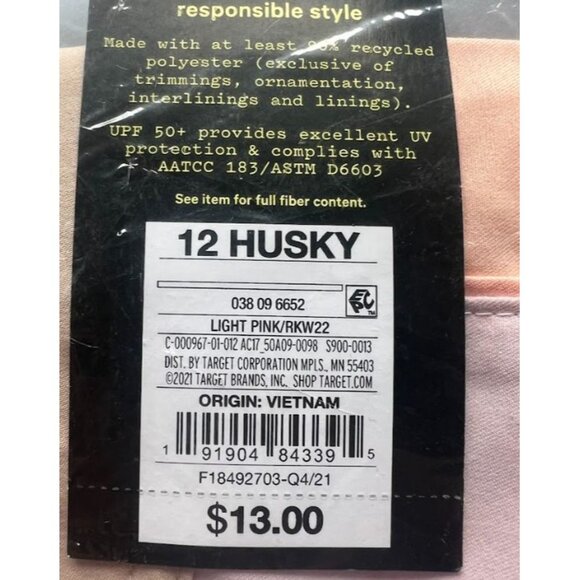 responsible style
Made with at least recycled
polyester (exclusive of
trimmings, ornamentation,
interlinings and linings).
UPF 50+ provides excellent UV
protection & complies with
AATCC 183/ASTM D6603
See item for full fiber content.
12 HUSKY
038 09 6652
EPC
TM
LIGHT PINK/RKW22
C-000967-01-012 AC17_50A09-0098 S900-0013
DIST. BY TARGET CORPORATION MPLS., MN 55403
©2021 TARGET BRANDS, INC. SHOP TARGET.COM
ORIGIN: VIETNAM
1 91904 84339 5
F18492703-Q4/21
$13.00